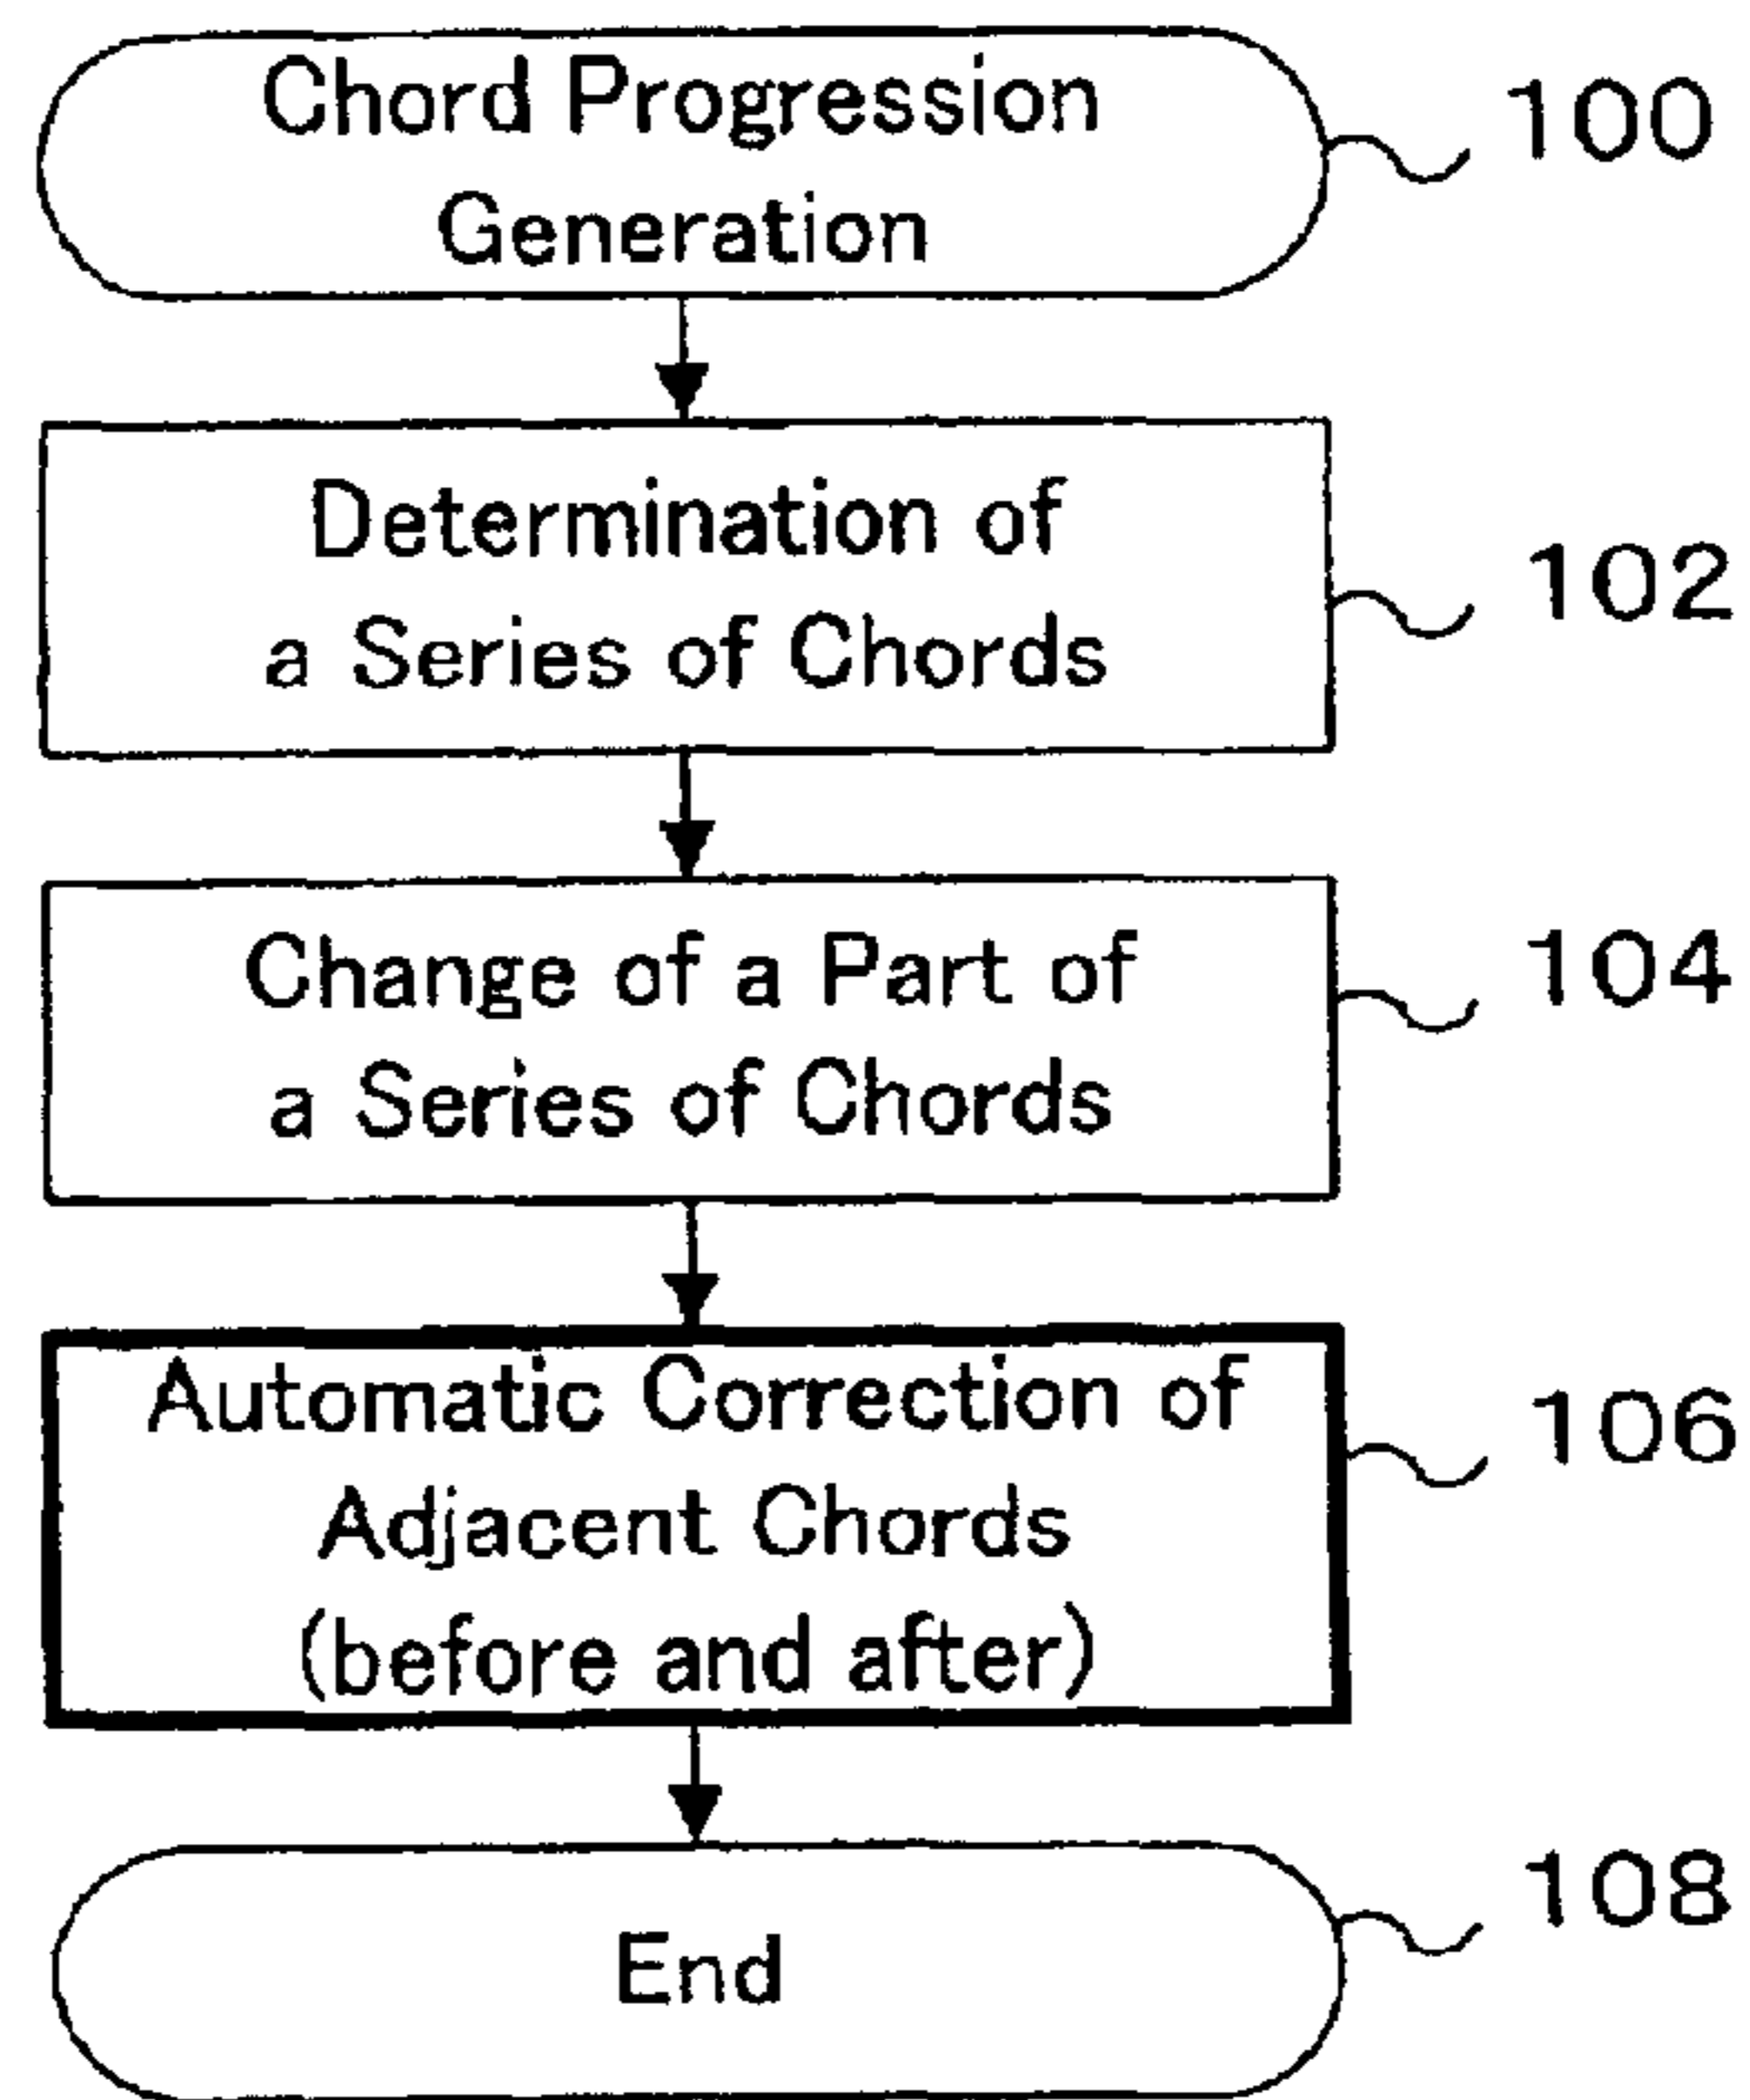 Chord Progression
Generation
100
Determination of
a Series of Chords
102
Change of a Part of
a Series of Chords
104
Automatic Correction of
Adjacent Chords
(before and after)
106
End
108